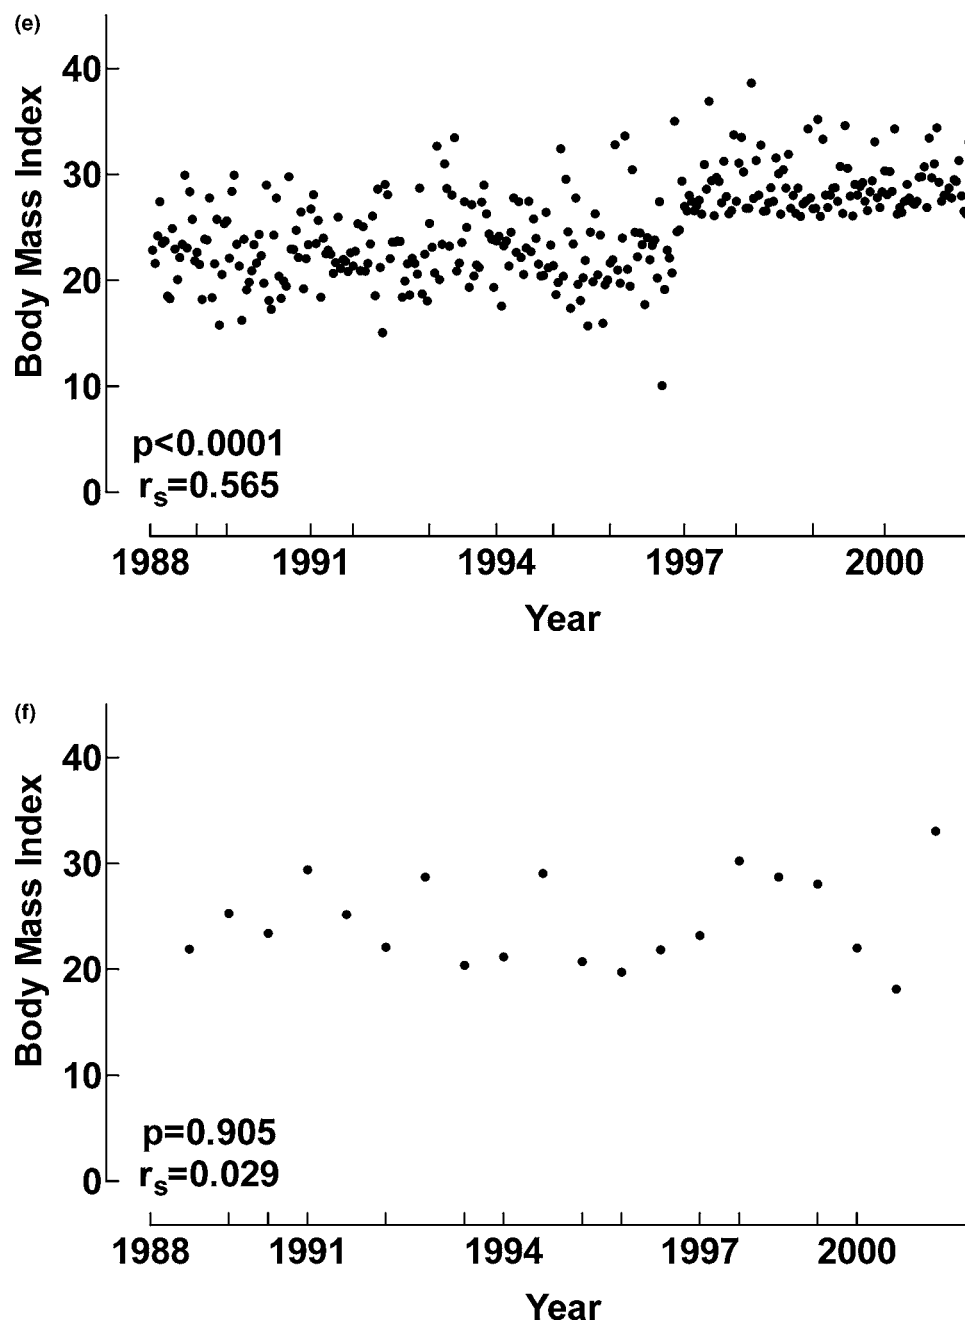 (e)
Body Mass Index
40
30
20
10
0
p<0.0001
rs=0.565
1988 1991 1994 1997 2000
Year
(f)
Body Mass Index
40
30
20
10
0
p=0.905
rs=0.029
1988 1991 1994 1997 2000
Year